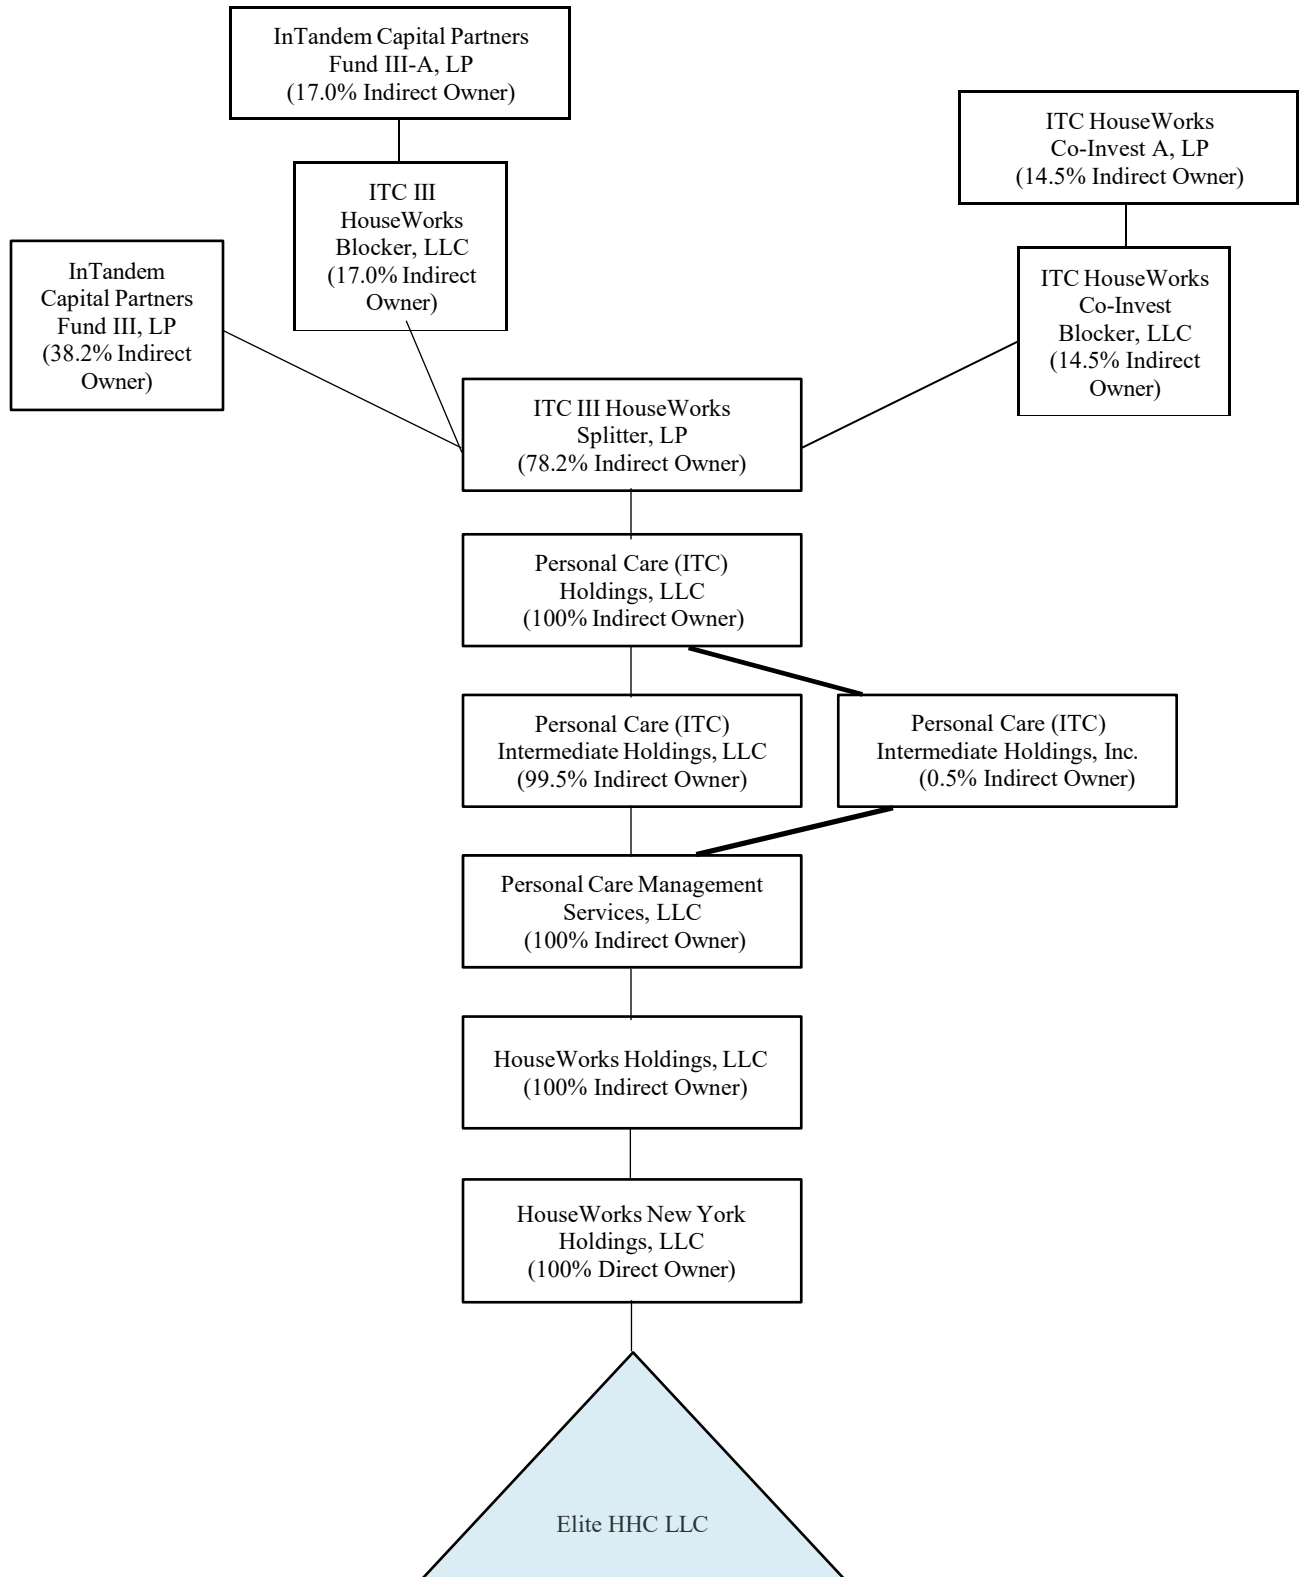 InTandem Capital Partners
Fund III-A, LP
(17.0% Indirect Owner)
ITC HouseWorks
Co-Invest A, LP
(14.5% Indirect Owner)
ITC III
HouseWorks
Blocker, LLC
(17.0% Indirect
Owner)
InTandem
Capital Partners
Fund III, LP
(38.2% Indirect
Owner)
ITC HouseWorks
Co-Invest
Blocker, LLC
(14.5% Indirect
Owner)
ITC III HouseWorks
Splitter, LP
(78.2% Indirect Owner)
Personal Care (ITC)
Holdings, LLC
(100% Indirect Owner)
Personal Care (ITC)
Intermediate Holdings, LLC
(99.5% Indirect Owner)
Personal Care (ITC)
Intermediate Holdings, Inc.
(0.5% Indirect Owner)
Personal Care Management
Services, LLC
(100% Indirect Owner)
HouseWorks Holdings, LLC
(100% Indirect Owner)
HouseWorks New York
Holdings, LLC
(100% Direct Owner)
Elite HHC LLC